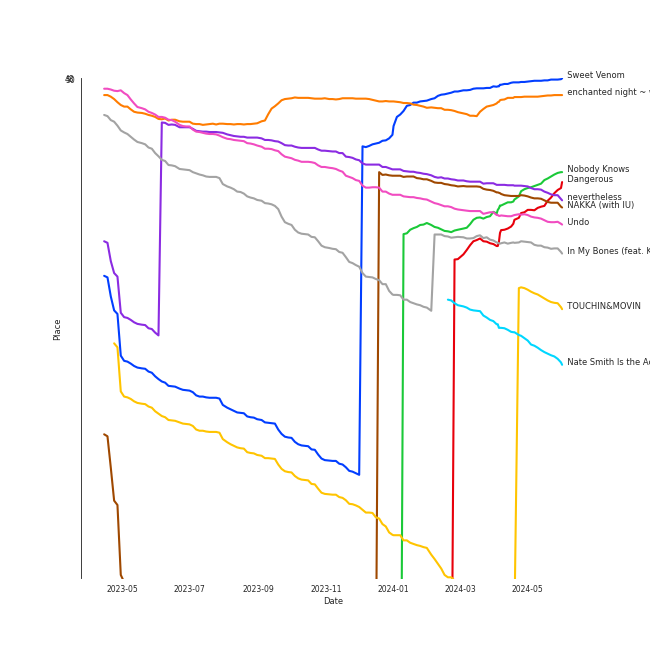 Sweet Venom
enchanted night ~
Nobody Knows
Dangerous
nevertheless
NAKKA (with IU)
Undo
In My Bones (feat. K
TOUCHIN&MOVIN
Nate Smith Is the A
Place
2023-05 2023-07 2023-09 2023-11 2024-01 2024-03 2024-05
Date